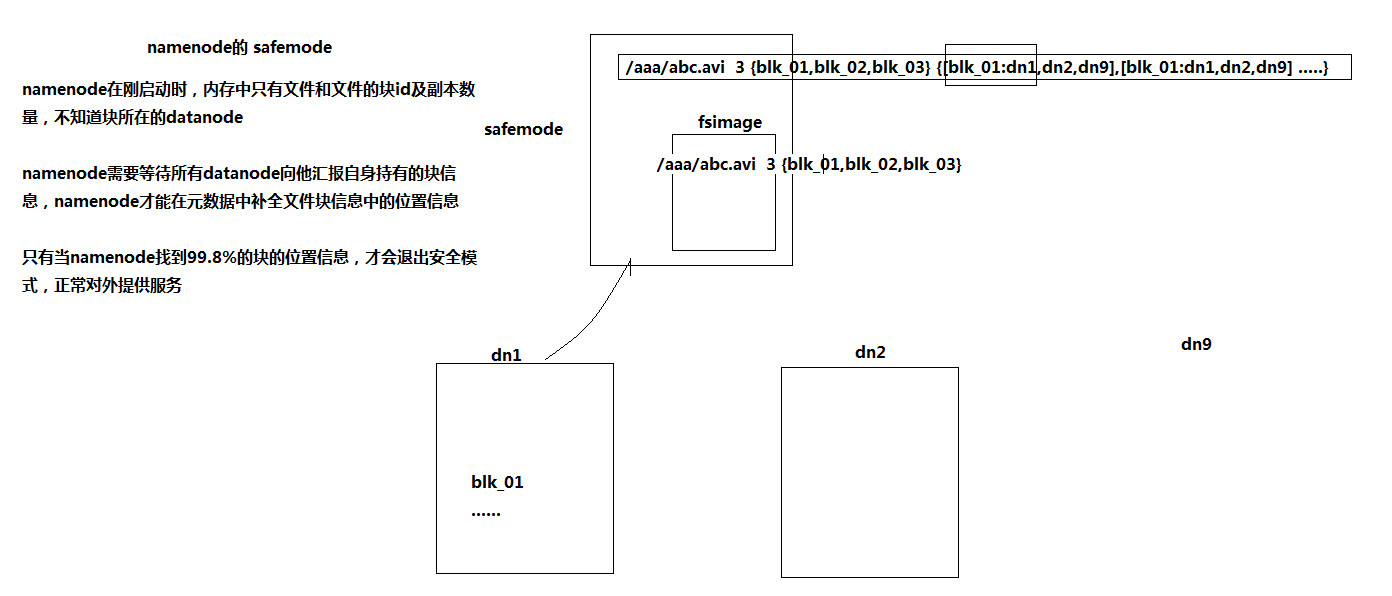 namenode的 safemode
namenode在刚启动时，内存中只有文件和文件的块id及副本数
量，不知道块所在的datanode
namenode需要等待所有datanode向他汇报自身持有的块信
息，namenode才能在元数据中补全文件块信息中的位置信息
只有当namenode找到99.8%的块的位置信息，才会退出安全模
式，正常对外提供服务
safemode
/aaa/abc.avi 3 {blk_01,blk_02,blk_03} {[blk_01:dn1,dn2,dn9],[blk_01:dn1,dn2,dn9] .....}
fsimage
/aaa/abc.avi 3 {blk_01,blk_02,blk_03}
dn1
blk_01
......
dn2
dn9